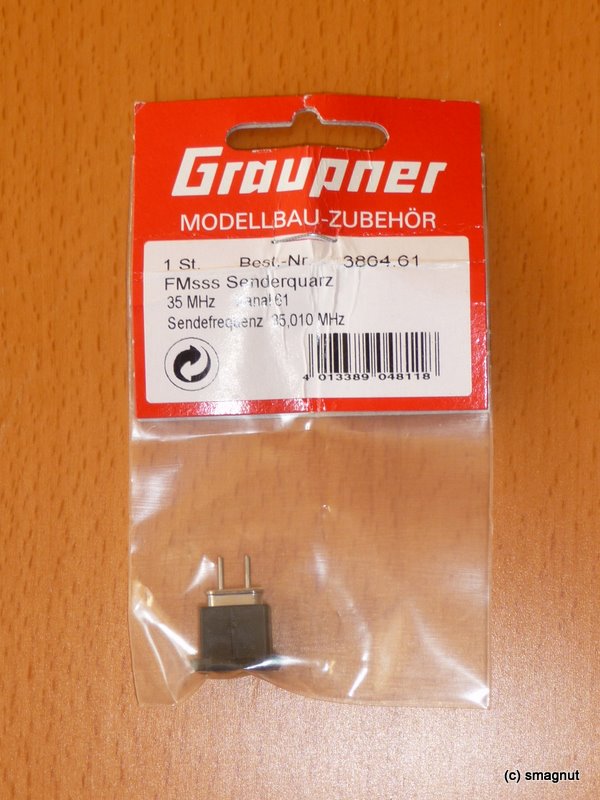 Graupner
MODELLBAU-ZUBEHÖR
1 St. Best.-Nr. 3864.61
FMsss Senderquarz
35 MHz Kanal 61
Sendefrequenz 35,010 MHz
4 013389 048118
(c) smagnut